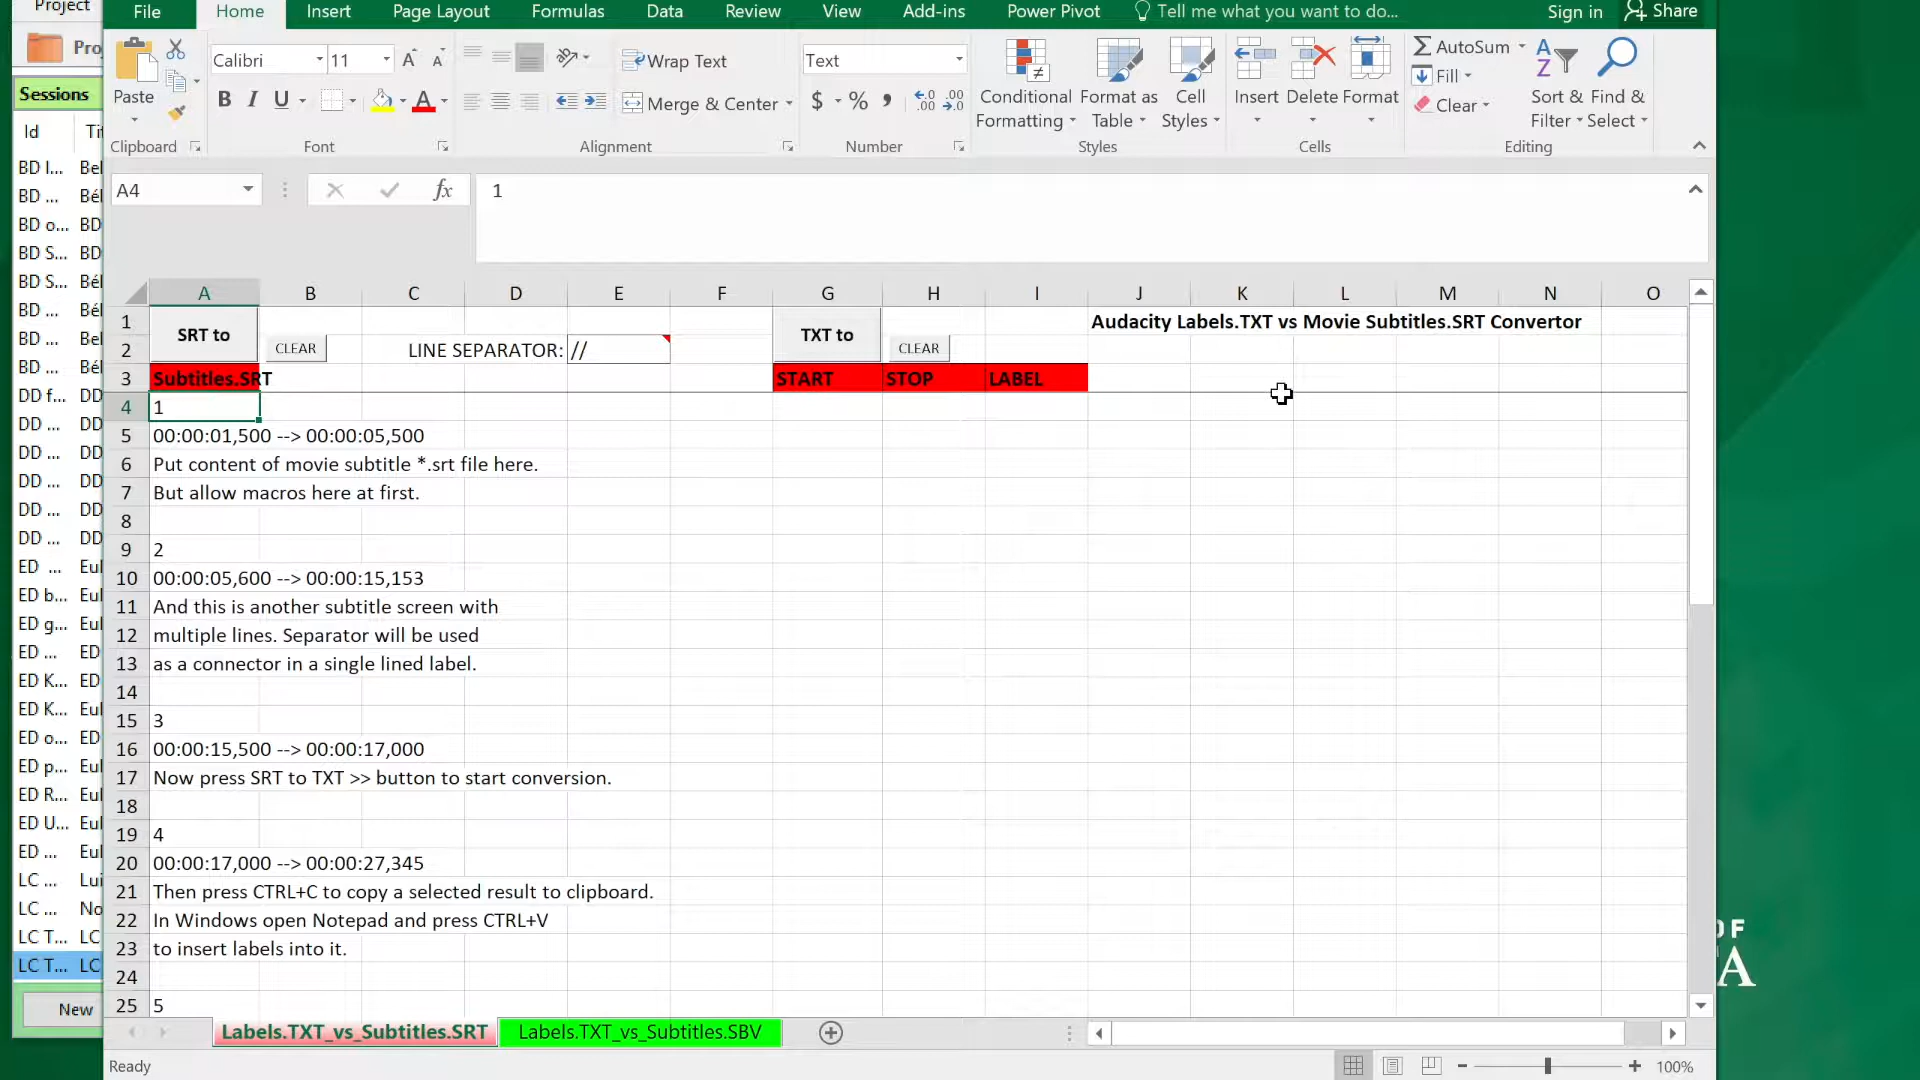 Project
File
Home
Insert
Page Layout
Formulas
Data
Review
View
Add-ins
Power Pivot
Tell me what you want to do...
Sign in
Share
Paste
Calibri
11
B I U
Wrap Text
Merge & Center
Text
$ % ,
Conditional Formatting
Format as Table
Cell Styles
Insert
Delete
Format
AutoSum
Fill
Clear
Sort & Filter
Find & Select
Clipboard
Font
Alignment
Number
Styles
Cells
Editing
A4
fx
1
Sessions
Id
BD I... Bel
BD ... Bél
BD o... BD
BD S... BD
BD S... Bél
BD ... Bél
BD ... Bel
BD ... Bél
DD f... DD
DD ... DD
DD ... DD
DD ... DD
DD ... DD
DD ... DD
ED ... Eul
ED b... Eul
ED g... Eul
ED ... ED
ED K... Eul
ED K... Eul
ED o... ED
ED p... Eul
ED R... Eul
ED U... Eul
ED ... Eul
LC ... Lui
LC ... No
LC T... LC
LC T... LC
New
A B C D E F G H I J K L M N O
1 SRT to TXT to Audacity Labels.TXT vs Movie Subtitles.SRT Convertor
2 CLEAR LINE SEPARATOR: // CLEAR
3 Subtitles.SRT START STOP LABEL
4 1
5 00:00:01,500 --> 00:00:05,500
6 Put content of movie subtitle *.srt file here.
7 But allow macros here at first.
8
9 2
10 00:00:05,600 --> 00:00:15,153
11 And this is another subtitle screen with
12 multiple lines. Separator will be used
13 as a connector in a single lined label.
14
15 3
16 00:00:15,500 --> 00:00:17,000
17 Now press SRT to TXT >> button to start conversion.
18
19 4
20 00:00:17,000 --> 00:00:27,345
21 Then press CTRL+C to copy a selected result to clipboard.
22 In Windows open Notepad and press CTRL+V
23 to insert labels into it.
24
25 5
Labels.TXT_vs_Subtitles.SRT
Labels.TXT_vs_Subtitles.SBV
Ready
100%